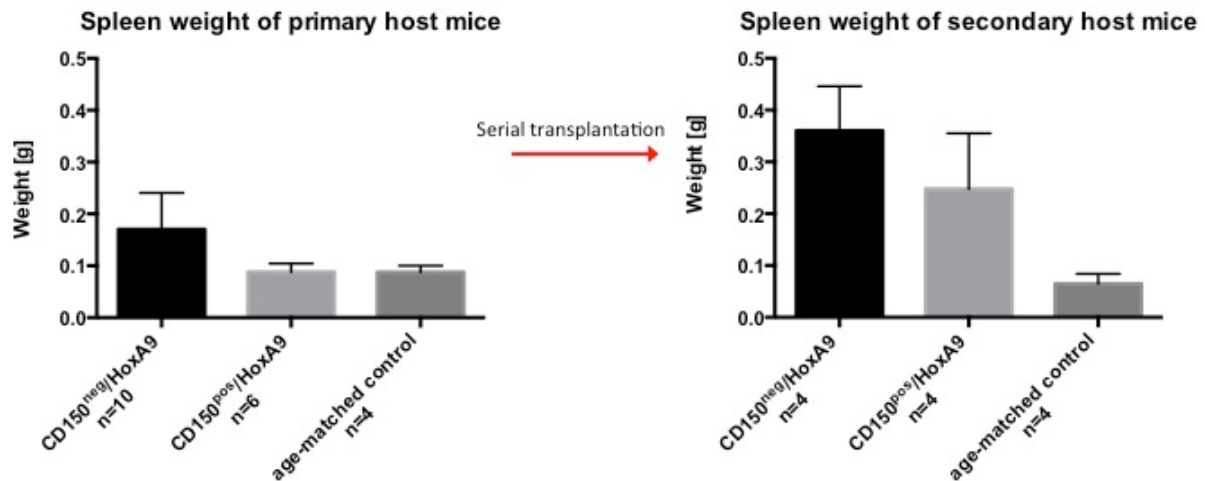 Spleen weight of primary host mice
Weight [g]
0.5
0.4
0.3
0.2
0.1
0.0
CD150ⁿᵉᵍ/HoxA9
n=10
CD150ᵖᵒˢ/HoxA9
n=6
age-matched control
n=4
Serial transplantation
Spleen weight of secondary host mice
Weight [g]
0.5
0.4
0.3
0.2
0.1
0.0
CD150ⁿᵉᵍ/HoxA9
n=4
CD150ᵖᵒˢ/HoxA9
n=4
age-matched control
n=4